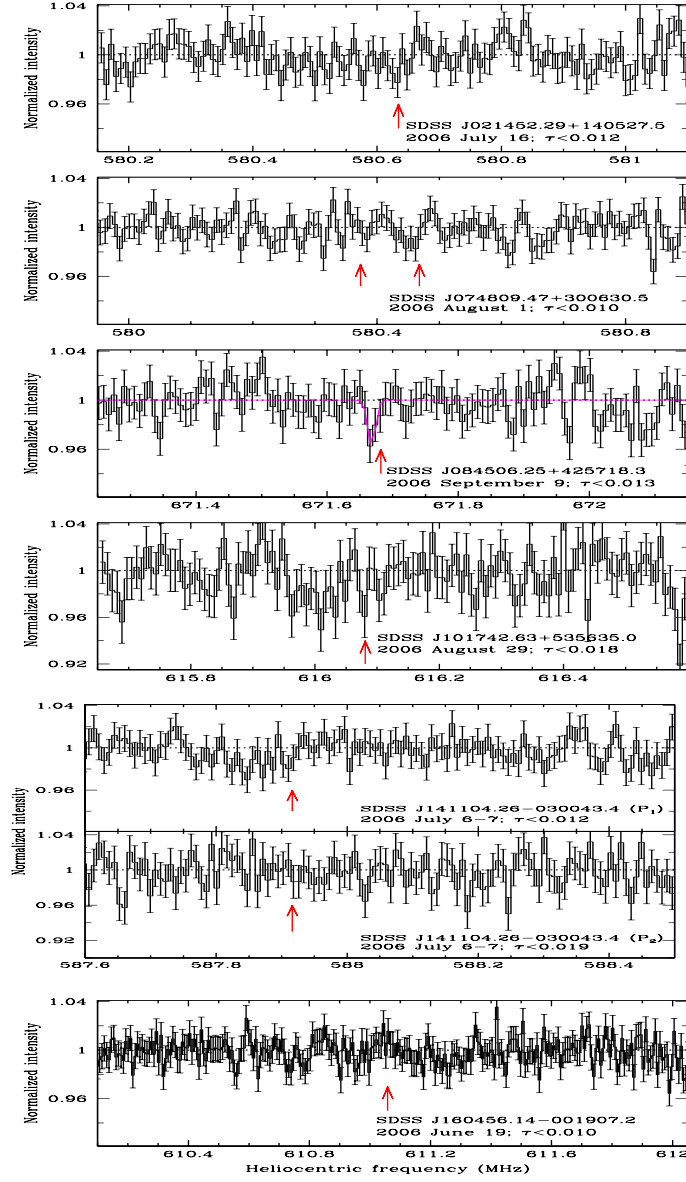 1.04
Normalized intensity
1
0.96
SDSS J021452.29+140527.5
2006 July 16; τ<0.012
580.2 580.4 580.6 580.8 581
1.04
Normalized intensity
1
0.96
SDSS J074809.47+300630.5
2006 August 1; τ<0.010
580 580.4 580.8
1.04
Normalized intensity
1
0.96
SDSS J084506.25+425718.3
2006 September 9; τ<0.013
671.4 671.6 671.8 672
1.04
Normalized intensity
1
0.96
0.92
SDSS J101742.63+535635.0
2006 August 29; τ<0.018
615.8 616 616.2 616.4
1.04
Normalized intensity
1
0.96
SDSS J141104.26−030043.4 (P₁)
2006 July 6−7; τ<0.012
1.04
1
0.96
0.92
SDSS J141104.26−030043.4 (P₂)
2006 July 6−7; τ<0.019
587.6 587.8 588 588.2 588.4
1.04
Normalized intensity
1
0.96
SDSS J160456.14−001907.2
2006 June 19; τ<0.010
610.4 610.8 611.2 611.6 612
Heliocentric frequency (MHz)